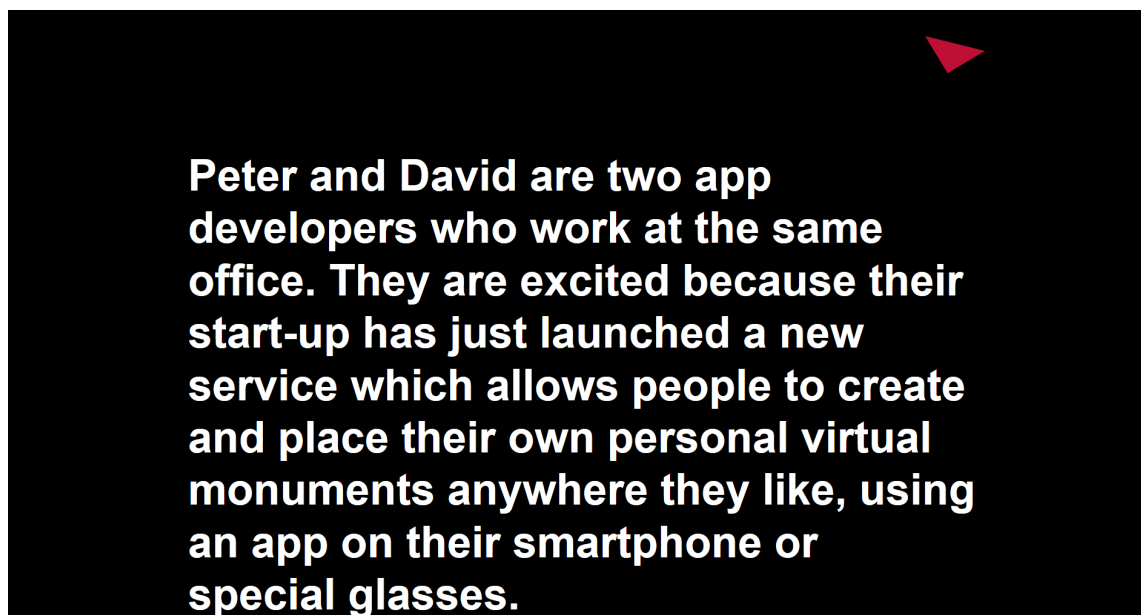 Peter and David are two app
developers who work at the same
office. They are excited because their
start-up has just launched a new
service which allows people to create
and place their own personal virtual
monuments anywhere they like, using
an app on their smartphone or
special glasses.